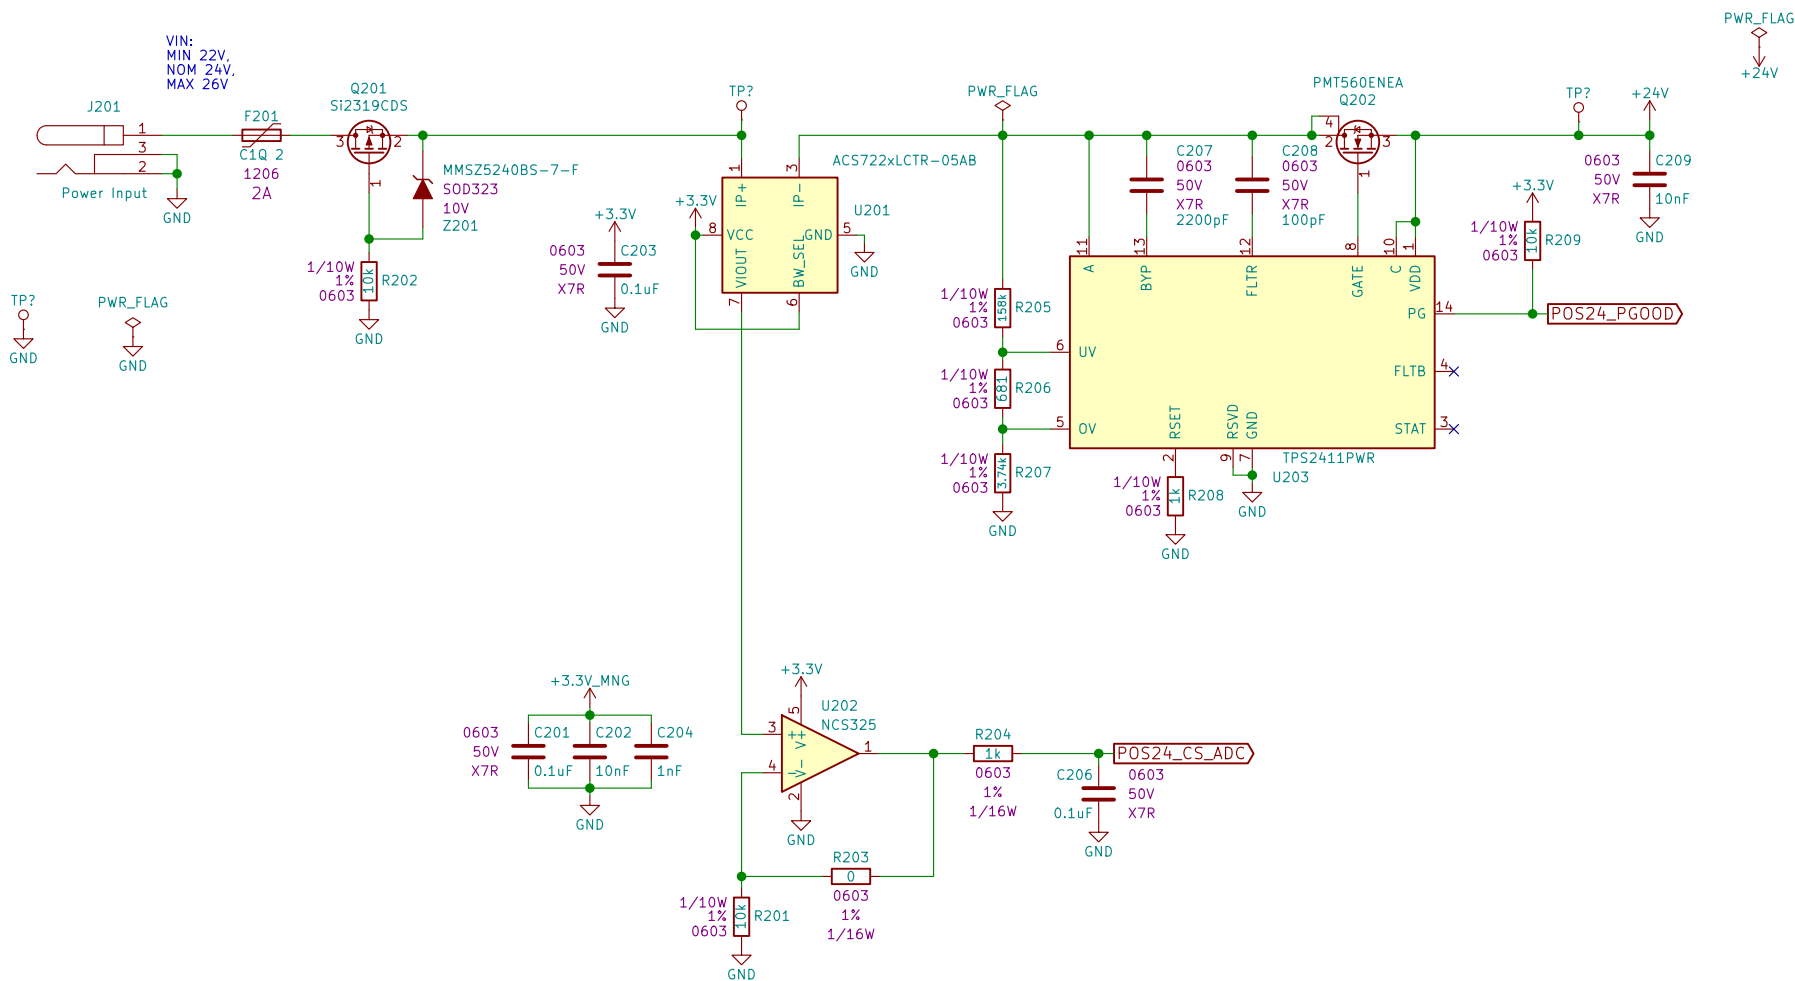 VIN:
MIN 22V,
NOM 24V,
MAX 26V
J201
1
3
2
Power Input
GND
F201
C1Q 2
1206
2A
Q201
Si2319CDS
3
2
1
MMSZ5240BS-7-F
SOD323
10V
Z201
1/10W
1%
0603
10k
R202
GND
TP?
GND
PWR_FLAG
GND
+3.3V
0603
50V
X7R
C203
0.1uF
GND
TP?
+3.3V
ACS722xLCTR-05AB
U201
1
3
IP+
IP-
8
VCC
GND
5
VIOUT
BW_SEL
7
6
GND
PWR_FLAG
1/10W
1%
0603
158k
R205
1/10W
1%
0603
681
R206
1/10W
1%
0603
3.74k
R207
GND
C207
0603
50V
X7R
2200pF
C208
0603
50V
X7R
100pF
PMT560ENEA
Q202
4
2
3
1
11
13
12
8
10
1
A
BYP
FLTR
GATE
C
VDD
6
UV
5
OV
PG
14
FLTB
4
STAT
3
RSET
RSVD
GND
2
9
7
TPS2411PWR
U203
1/10W
1%
0603
1k
R208
GND
GND
TP?
+24V
0603
50V
X7R
C209
10nF
GND
+3.3V
1/10W
1%
0603
10k
R209
POS24_PGOOD
PWR_FLAG
+24V
+3.3V_MNG
0603
50V
X7R
C201
0.1uF
C202
10nF
C204
1nF
GND
+3.3V
U202
NCS325
5
3
+
V+
4
-
V-
2
1
GND
R204
1k
0603
1%
1/16W
POS24_CS_ADC
C206
0.1uF
0603
50V
X7R
GND
R203
0
0603
1%
1/16W
1/10W
1%
0603
10k
R201
GND